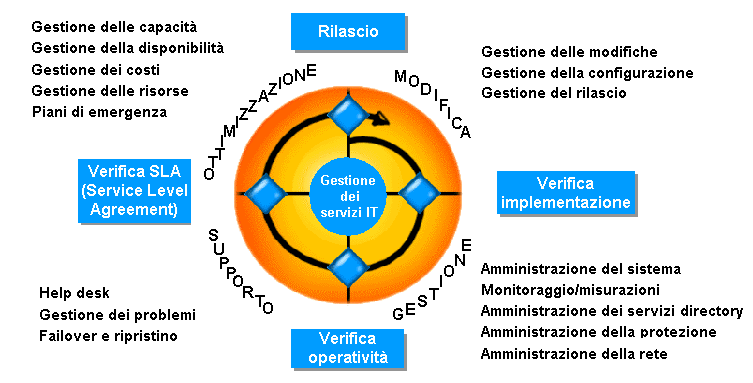 Rilascio
Gestione delle capacità
Gestione della disponibilità
Gestione dei costi
Gestione delle risorse
Piani di emergenza
OTTIMIZZAZIONE
MODIFICA
Gestione delle modifiche
Gestione della configurazione
Gestione del rilascio
Verifica SLA
(Service Level
Agreement)
Gestione
dei
servizi IT
Verifica
implementazione
SUPPORTO
GESTIONE
Help desk
Gestione dei problemi
Failover e ripristino
Verifica
operatività
Amministrazione del sistema
Monitoraggio/misurazioni
Amministrazione dei servizi directory
Amministrazione della protezione
Amministrazione della rete